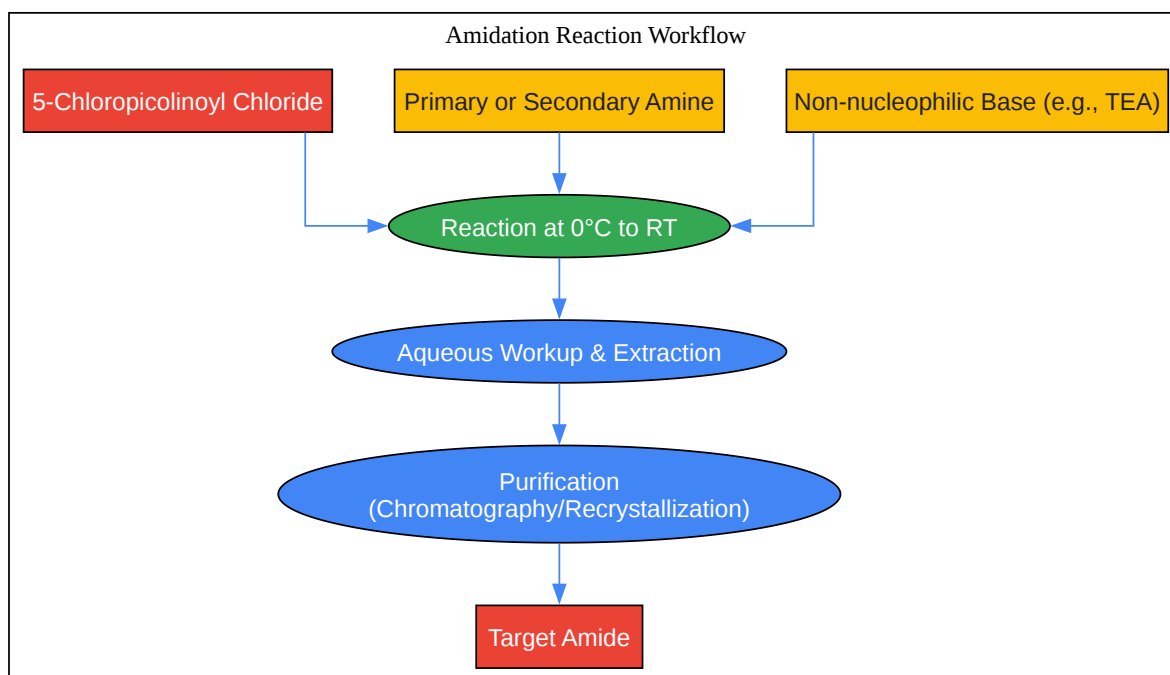 Amidation Reaction Workflow
5-Chloropicolinoyl Chloride
Primary or Secondary Amine
Non-nucleophilic Base (e.g., TEA)
Reaction at 0°C to RT
Aqueous Workup & Extraction
Purification
(Chromatography/Recrystallization)
Target Amide